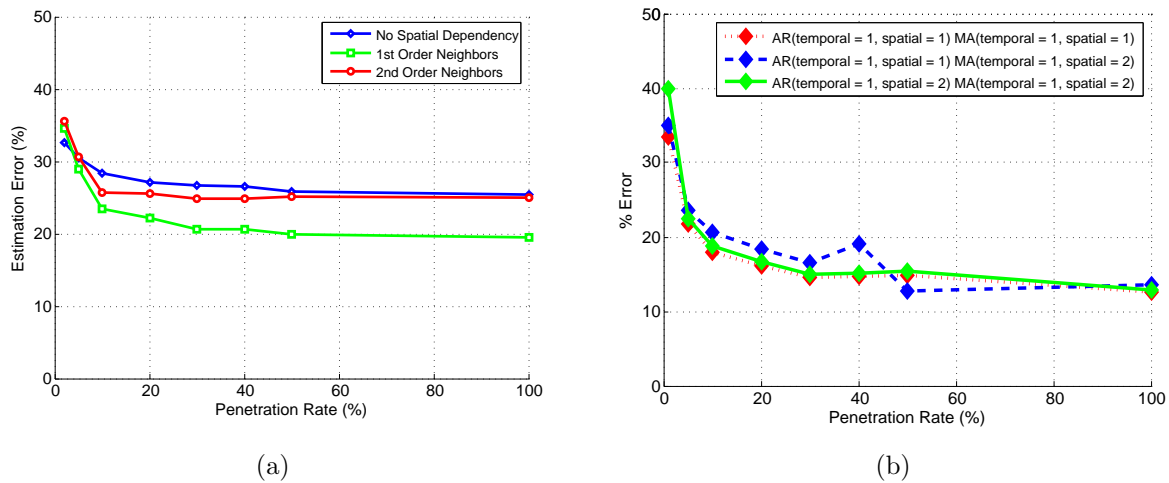 50
40
30
20
10
0
Estimation Error (%)
No Spatial Dependency
1st Order Neighbors
2nd Order Neighbors
0 20 40 60 80 100
Penetration Rate (%)
(a)
50
40
30
20
10
0
% Error
AR(temporal = 1, spatial = 1) MA(temporal = 1, spatial = 1)
AR(temporal = 1, spatial = 1) MA(temporal = 1, spatial = 2)
AR(temporal = 1, spatial = 2) MA(temporal = 1, spatial = 2)
0 20 40 60 80 100
Penetration Rate (%)
(b)